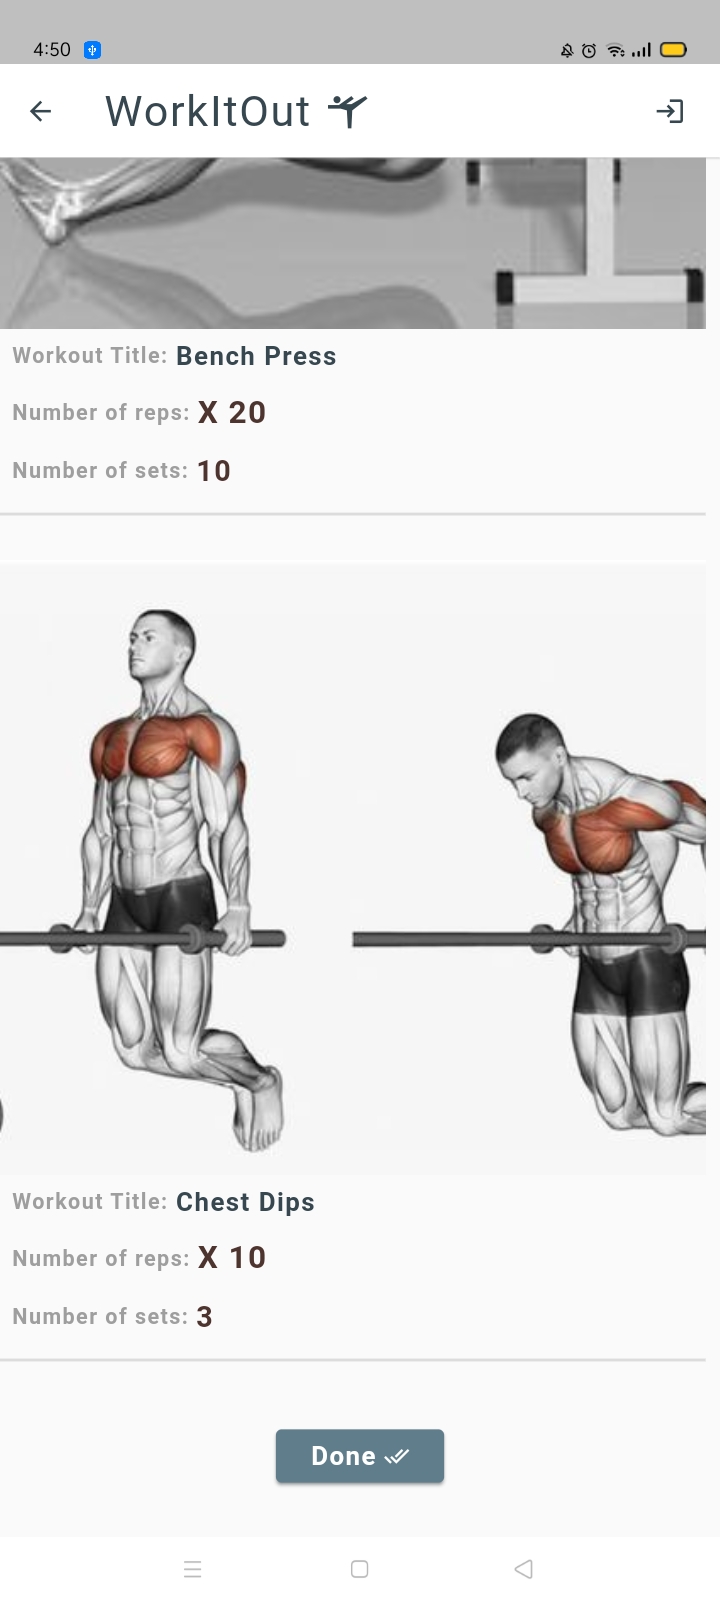 4:50
WorkItOut
Workout Title: Bench Press
Number of reps: X 20
Number of sets: 10
Workout Title: Chest Dips
Number of reps: X 10
Number of sets: 3
Done